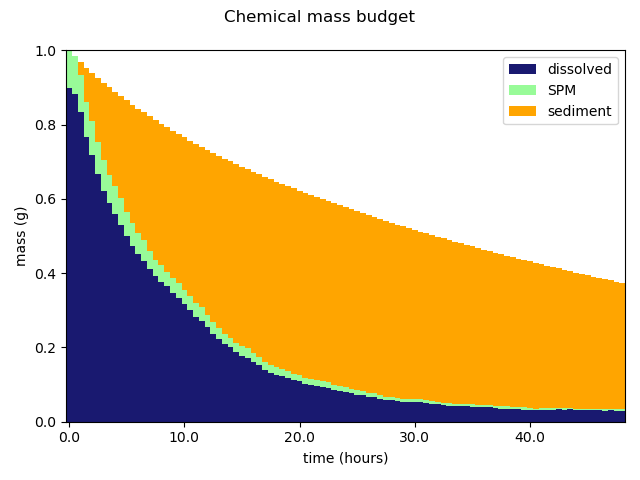 Chemical mass budget
1.0
0.8
0.6
0.4
0.2
0.0
mass (g)
dissolved
SPM
sediment
0.0 10.0 20.0 30.0 40.0
time (hours)